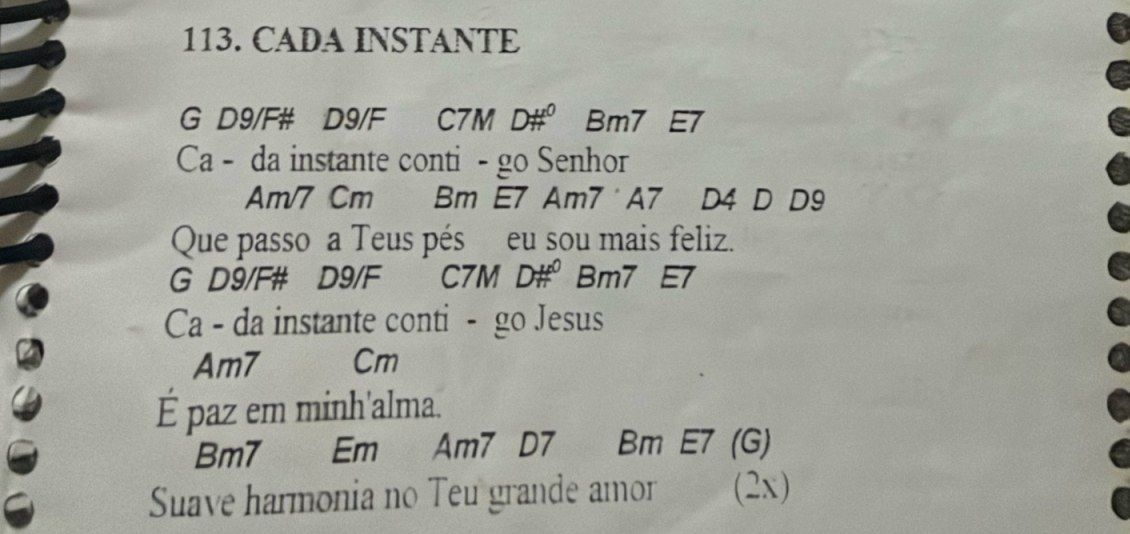 113. CADA INSTANTE
G D9/F# D9/F C7M D#⁰ Bm7 E7
Ca - da instante conti - go Senhor
Am/7 Cm Bm E7 Am7 A7 D4 D D9
Que passo a Teus pés eu sou mais feliz.
G D9/F# D9/F C7M D#⁰ Bm7 E7
Ca - da instante conti - go Jesus
Am7 Cm
É paz em minh'alma.
Bm7 Em Am7 D7 Bm E7 (G)
Suave harmonia no Teu grande amor (2x)